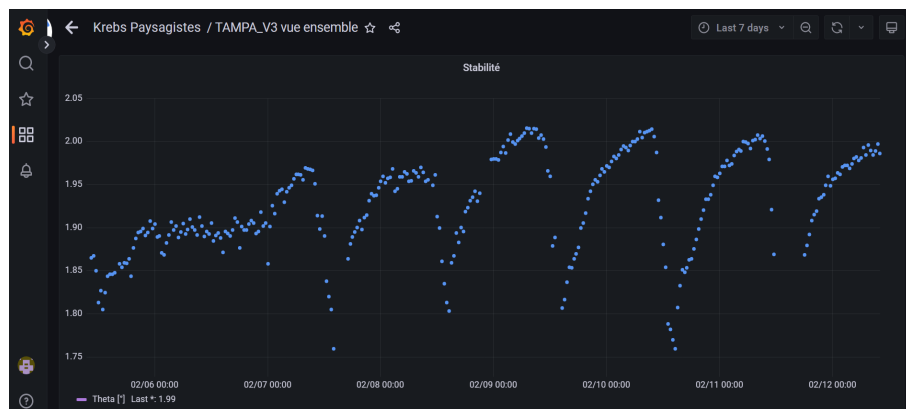 Krebs Paysagistes / TAMPA_V3 vue ensemble
Last 7 days
Stabilité
2.05
2.00
1.95
1.90
1.85
1.80
1.75
02/06 00:00 02/07 00:00 02/08 00:00 02/09 00:00 02/10 00:00 02/11 00:00 02/12 00:00
Theta [°] Last *: 1.99